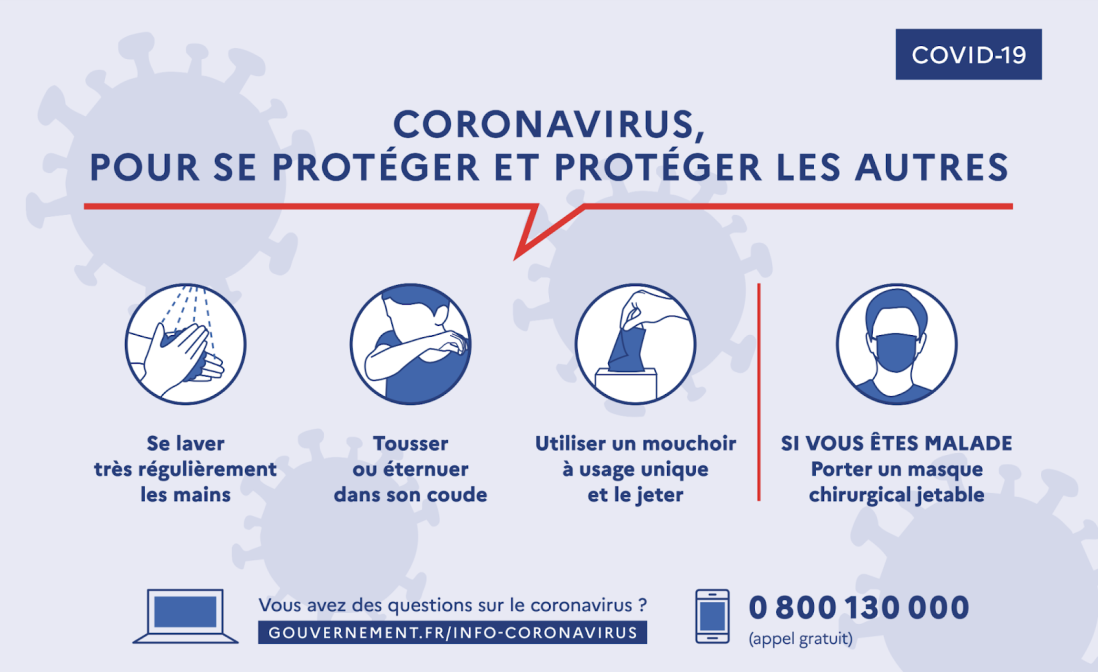 COVID-19
CORONAVIRUS,
POUR SE PROTÉGER ET PROTÉGER LES AUTRES
Se laver
très régulièrement
les mains
Tousser
ou éternuer
dans son coude
Utiliser un mouchoir
à usage unique
et le jeter
SI VOUS ÊTES MALADE
Porter un masque
chirurgical jetable
Vous avez des questions sur le coronavirus ?
GOUVERNEMENT.FR/INFO-CORONAVIRUS
0 800 130 000
(appel gratuit)